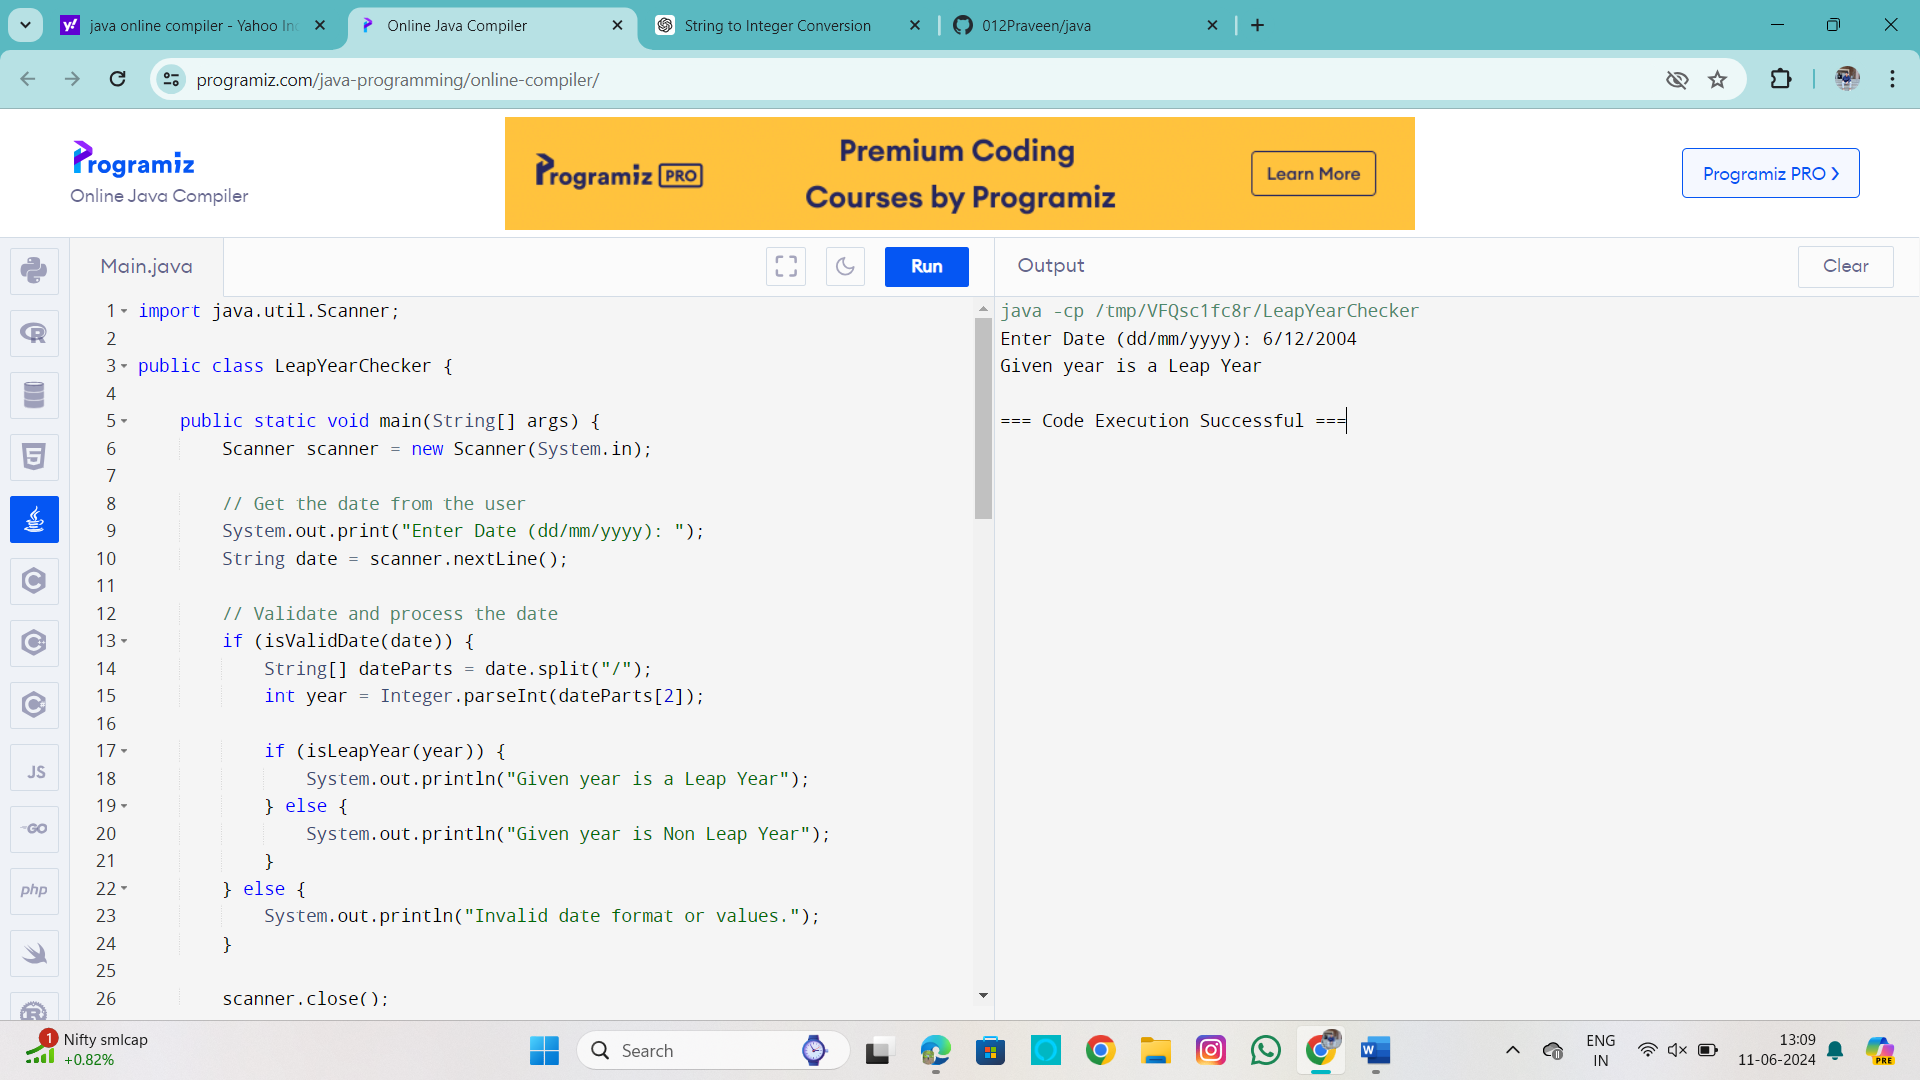 java online compiler - Yahoo In
Online Java Compiler
String to Integer Conversion
012Praveen/java
programiz.com/java-programming/online-compiler/
Programiz
Online Java Compiler
Programiz PRO
Premium Coding
Courses by Programiz
Learn More
Programiz PRO
Main.java
Run
Output
Clear
1 import java.util.Scanner;
2
3 public class LeapYearChecker {
4
5 public static void main(String[] args) {
6 Scanner scanner = new Scanner(System.in);
7
8 // Get the date from the user
9 System.out.print("Enter Date (dd/mm/yyyy): ");
10 String date = scanner.nextLine();
11
12 // Validate and process the date
13 if (isValidDate(date)) {
14 String[] dateParts = date.split("/");
15 int year = Integer.parseInt(dateParts[2]);
16
17 if (isLeapYear(year)) {
18 System.out.println("Given year is a Leap Year");
19 } else {
20 System.out.println("Given year is Non Leap Year");
21 }
22 } else {
23 System.out.println("Invalid date format or values.");
24 }
25
26 scanner.close();
java -cp /tmp/VFQsc1fc8r/LeapYearChecker
Enter Date (dd/mm/yyyy): 6/12/2004
Given year is a Leap Year
=== Code Execution Successful ===
JS
GO
php
1
Nifty smlcap
+0.82%
Search
ENG
IN
13:09
11-06-2024
PRE